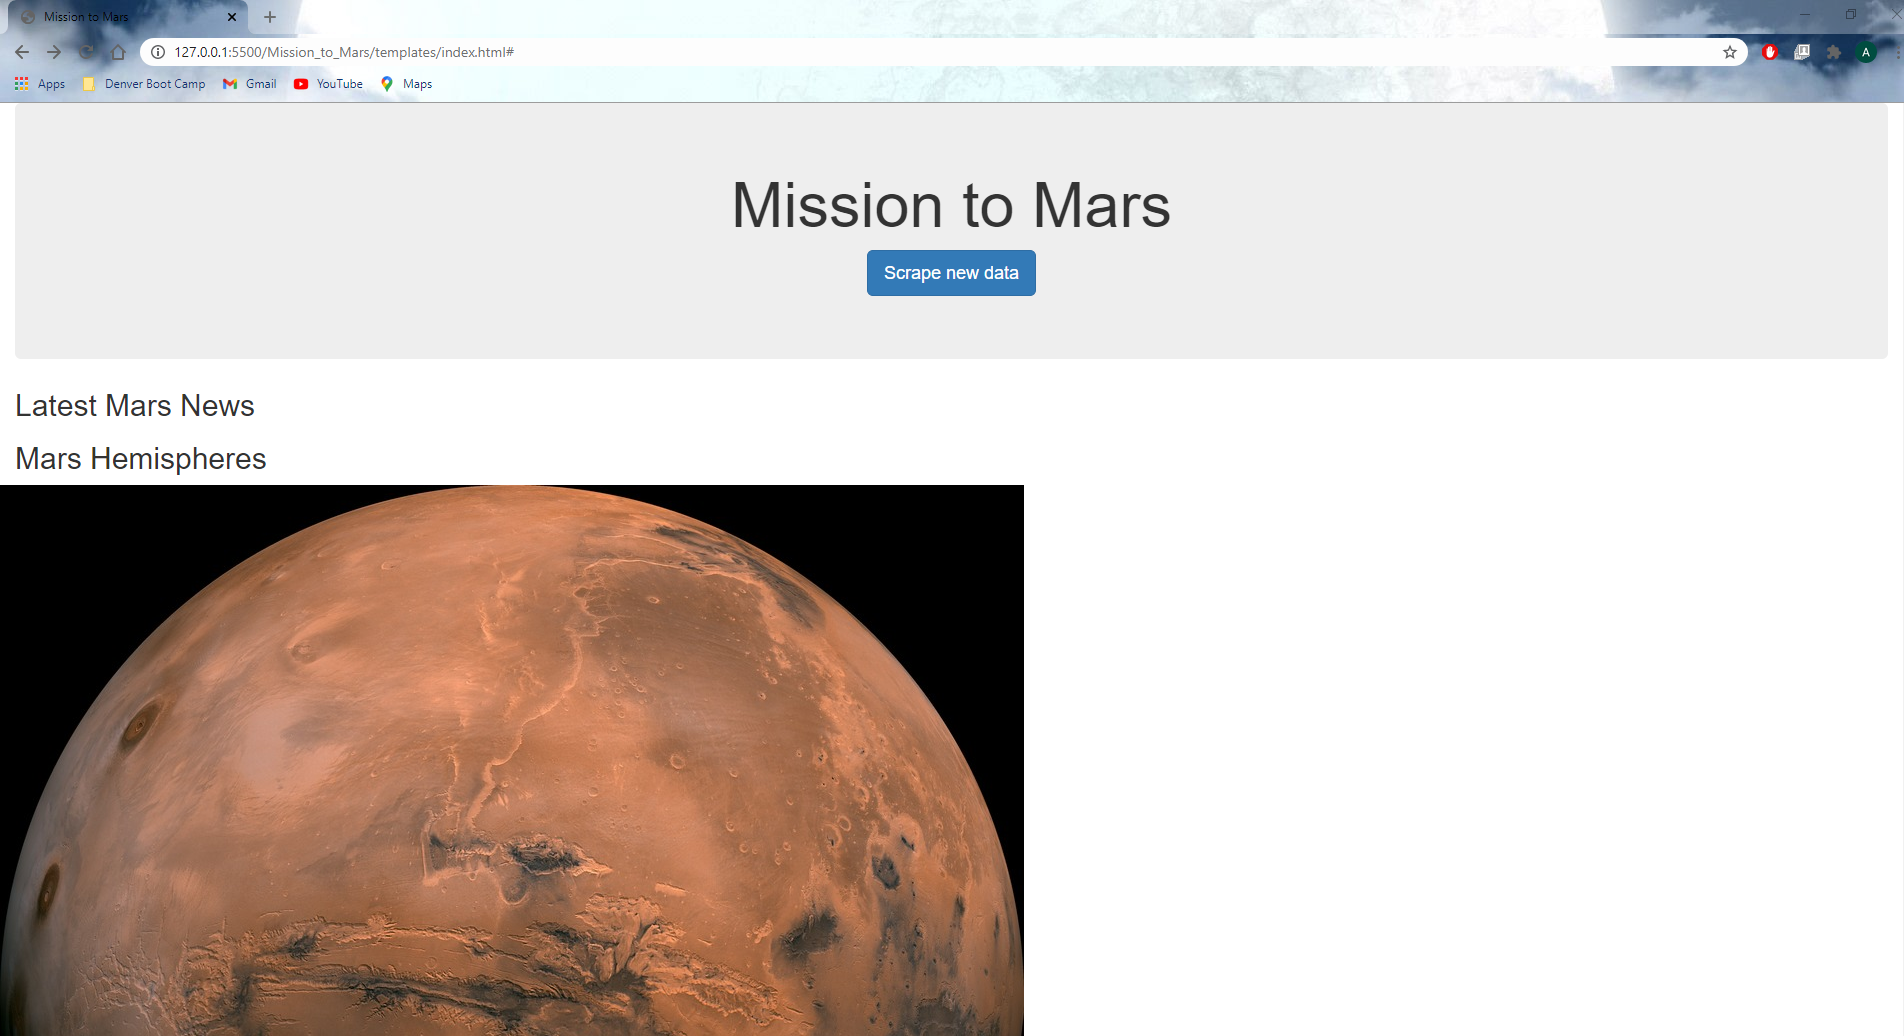 Mission to Mars
127.0.0.1:5500/Mission_to_Mars/templates/index.html#
A
Apps Denver Boot Camp Gmail YouTube Maps
Mission to Mars
Scrape new data
Latest Mars News
Mars Hemispheres